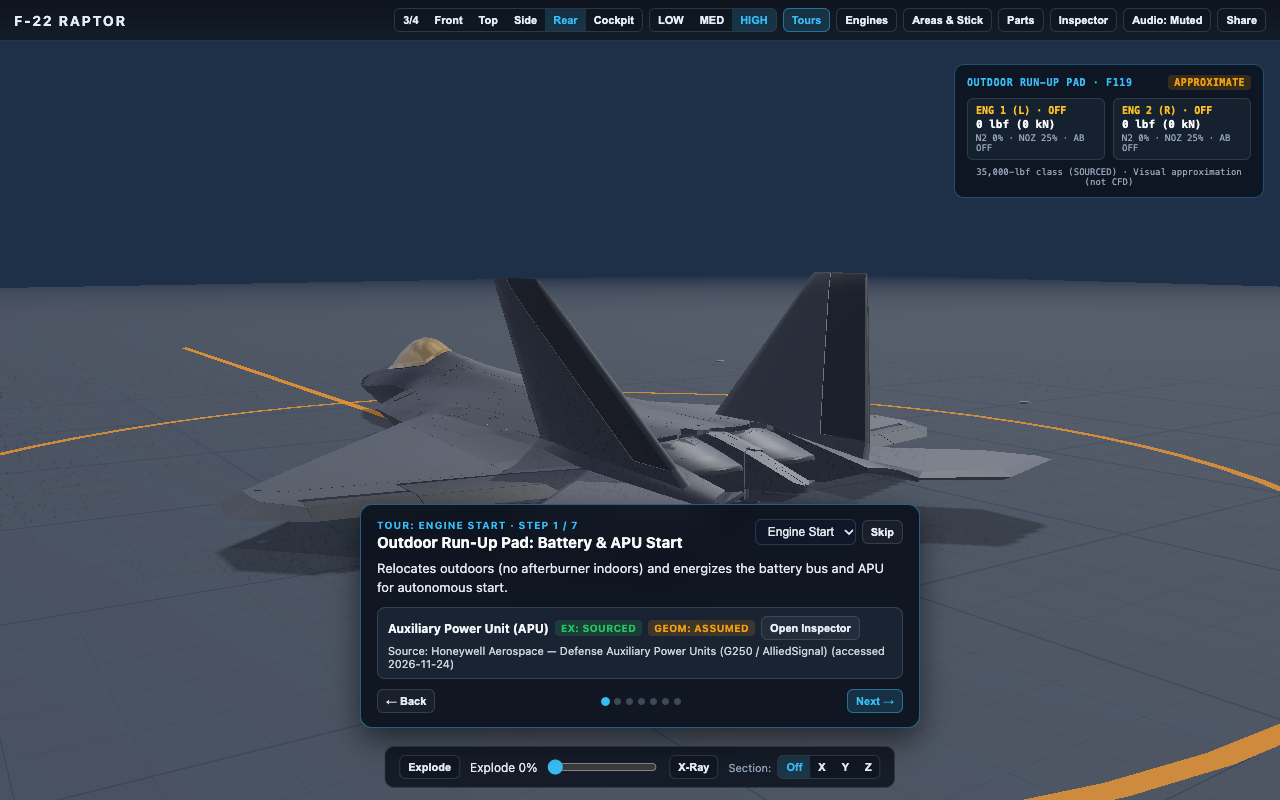 F-22 RAPTOR
3/4 Front Top Side Rear Cockpit LOW MED HIGH Tours Engines Areas & Stick Parts Inspector Audio: Muted Share
OUTDOOR RUN-UP PAD · F119 APPROXIMATE
ENG 1 (L) · OFF
0 lbf (0 kN)
N2 0% · NOZ 25% · AB
OFF
ENG 2 (R) · OFF
0 lbf (0 kN)
N2 0% · NOZ 25% · AB
OFF
35,000-lbf class (SOURCED) · Visual approximation
(not CFD)
TOUR: ENGINE START · STEP 1 / 7
Outdoor Run-Up Pad: Battery & APU Start
Engine Start Skip
Relocates outdoors (no afterburner indoors) and energizes the battery bus and APU
for autonomous start.
Auxiliary Power Unit (APU) EX: SOURCED GEOM: ASSUMED Open Inspector
Source: Honeywell Aerospace — Defense Auxiliary Power Units (G250 / AlliedSignal) (accessed
2026-11-24)
← Back Next →
Explode Explode 0% X-Ray Section: Off X Y Z